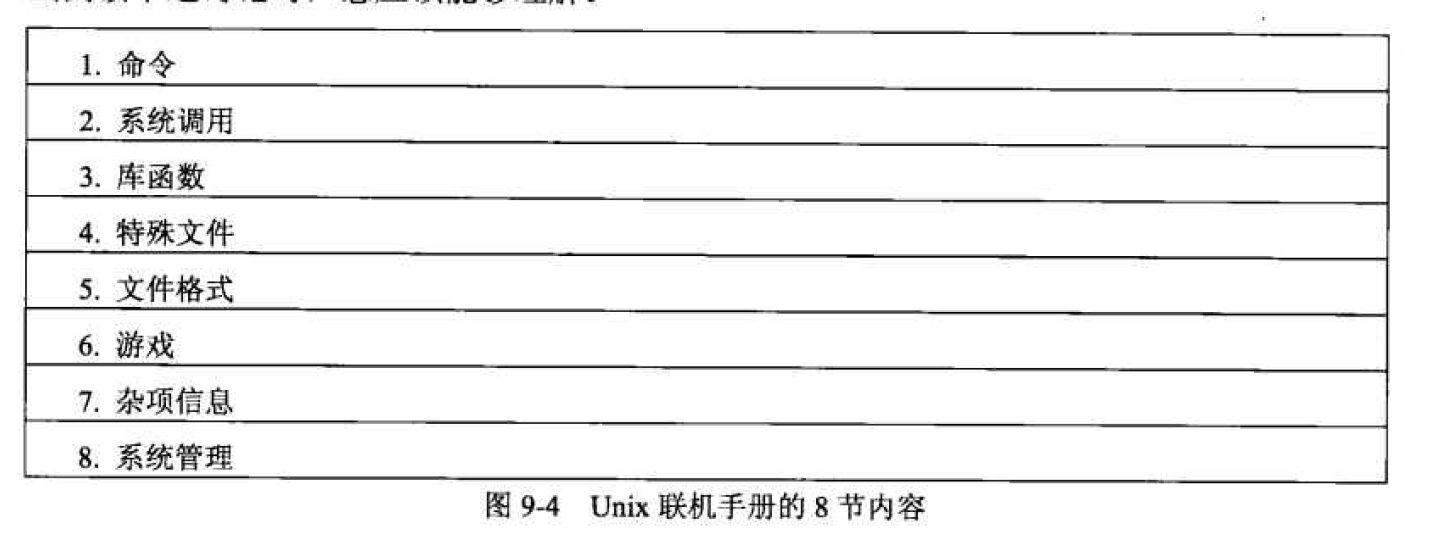 1. 命令
2. 系统调用
3. 库函数
4. 特殊文件
5. 文件格式
6. 游戏
7. 杂项信息
8. 系统管理
图 9-4 Unix 联机手册的 8 节内容